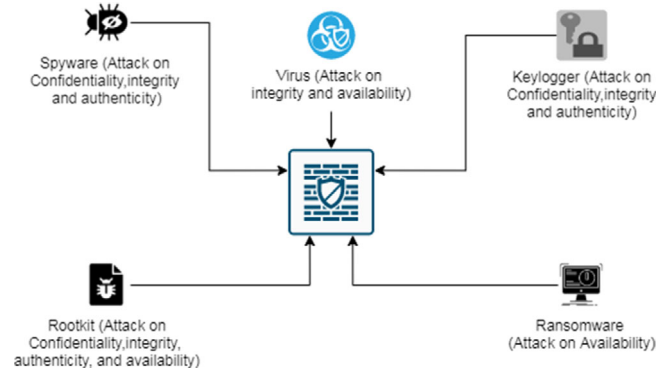 Spyware (Attack on
Confidentiality,integrity
and authenticity)
Virus (Attack on
integrity and availability)
Keylogger (Attack on
Confidentiality,integrity
and authenticity)
Rootkit (Attack on
Confidentiality,integrity,
authenticity, and availability)
Ransomware
(Attack on Availability)